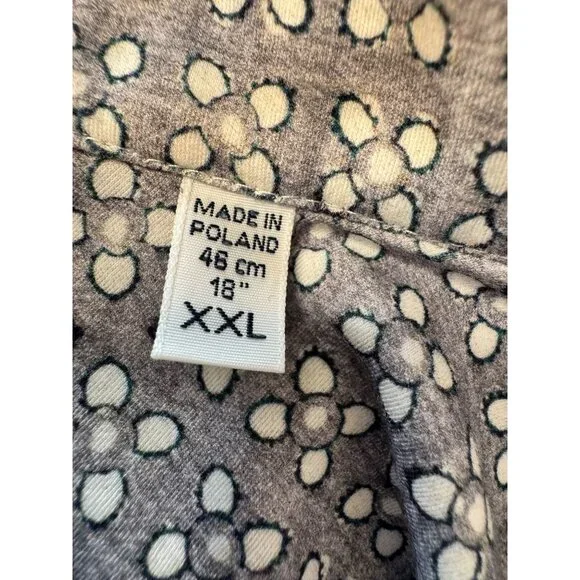 MADE IN
POLAND
46 cm
18"
XXL